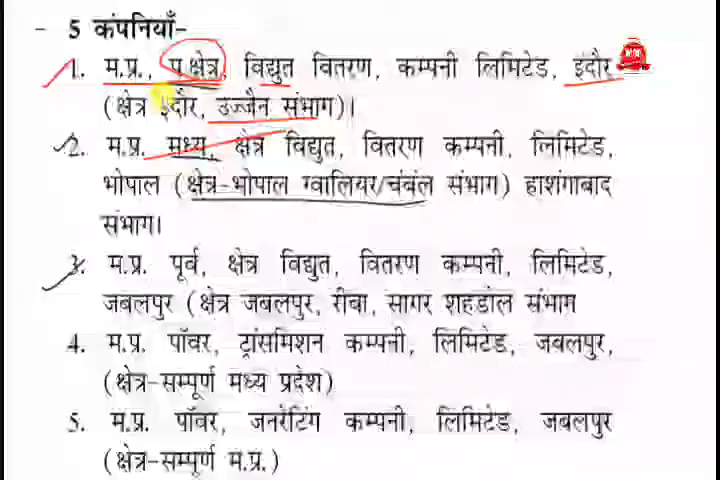 - 5 कंपनियाँ-
1. म.प्र., प.क्षेत्र, विद्युत वितरण, कम्पनी लिमिटेड, इंदौर
(क्षेत्र इंदौर, उज्जैन संभाग)।
2. म.प्र. मध्य, क्षेत्र विद्युत, वितरण कम्पनी, लिमिटेड,
भोपाल (क्षेत्र-भोपाल ग्वालियर/चंबल संभाग) हाशंगाबाद
संभाग।
3. म.प्र. पूर्व, क्षेत्र विद्युत, वितरण कम्पनी, लिमिटेड,
जबलपुर (क्षेत्र जबलपुर, रीवा, सागर शहडोल संभाग
4. म.प्र. पॉवर, ट्रांसमिशन कम्पनी, लिमिटेड, जबलपुर,
(क्षेत्र-सम्पूर्ण मध्य प्रदेश)
5. म.प्र. पॉवर, जनरेटिंग कम्पनी, लिमिटेड, जबलपुर
(क्षेत्र-सम्पूर्ण म.प्र.)